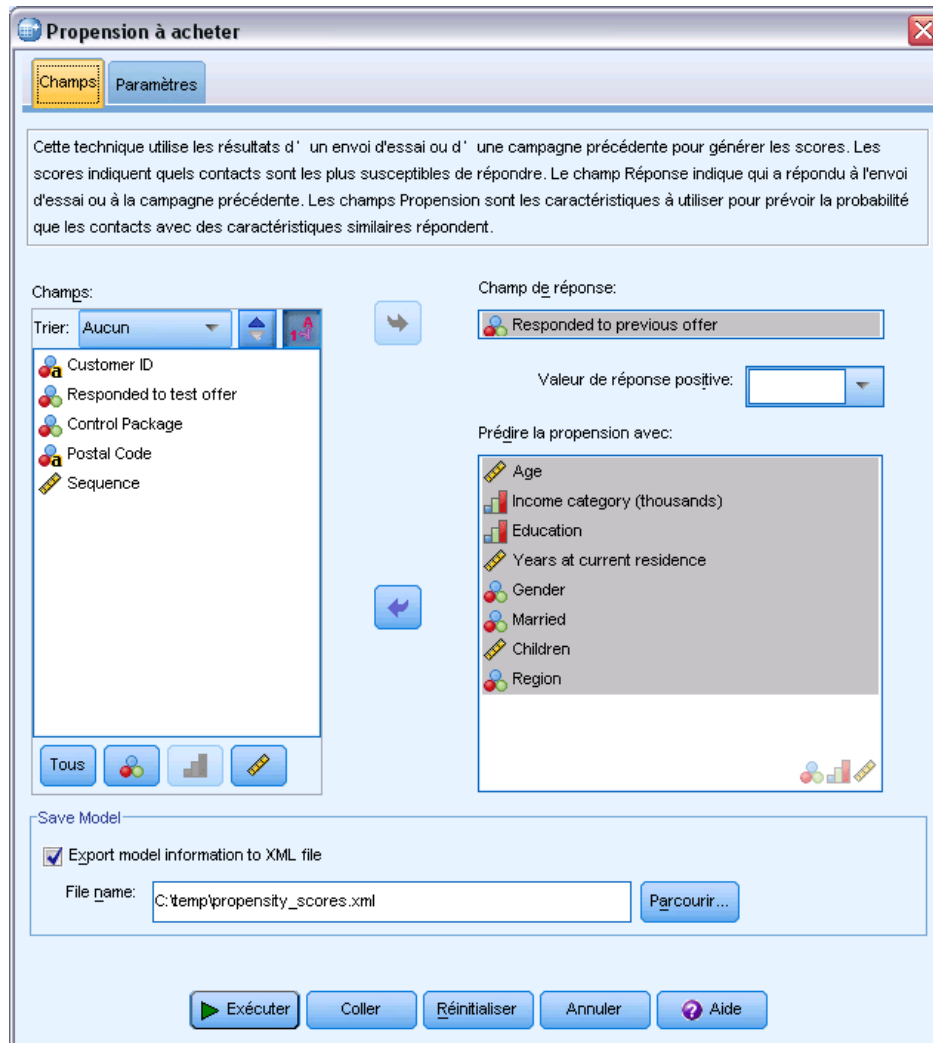 Propension à acheter
Champs
Paramètres
Cette technique utilise les résultats d' un envoi d'essai ou d' une campagne précédente pour générer les scores. Les
scores indiquent quels contacts sont les plus susceptibles de répondre. Le champ Réponse indique qui a répondu à l'envoi
d'essai ou à la campagne précédente. Les champs Propension sont les caractéristiques à utiliser pour prévoir la probabilité
que les contacts avec des caractéristiques similaires répondent.
Champs:
Trier: Aucun
Customer ID
Responded to test offer
Control Package
Postal Code
Sequence
Tous
Champ de réponse:
Responded to previous offer
Valeur de réponse positive:
Prédire la propension avec:
Age
Income category (thousands)
Education
Years at current residence
Gender
Married
Children
Region
Save Model
Export model information to XML file
File name: C:\temp\propensity_scores.xml
Parcourir...
Exécuter
Coller
Réinitialiser
Annuler
Aide